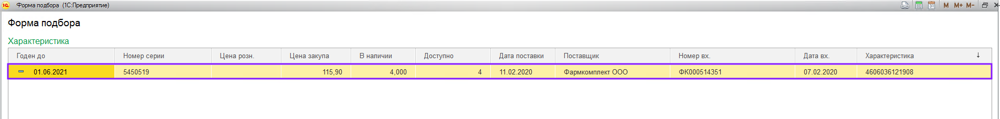 1С Форма подбора (1С:Предприятие) 31 M M+ M-
Форма подбора
Характеристика
Годен до Номер серии Цена розн. Цена закупа В наличии Доступно Дата поставки Поставщик Номер вх. Дата вх. Характеристика ↓
01.06.2021 5450519 115,90 4,000 4 11.02.2020 Фармкомплект ООО ФК000514351 07.02.2020 4606036121908